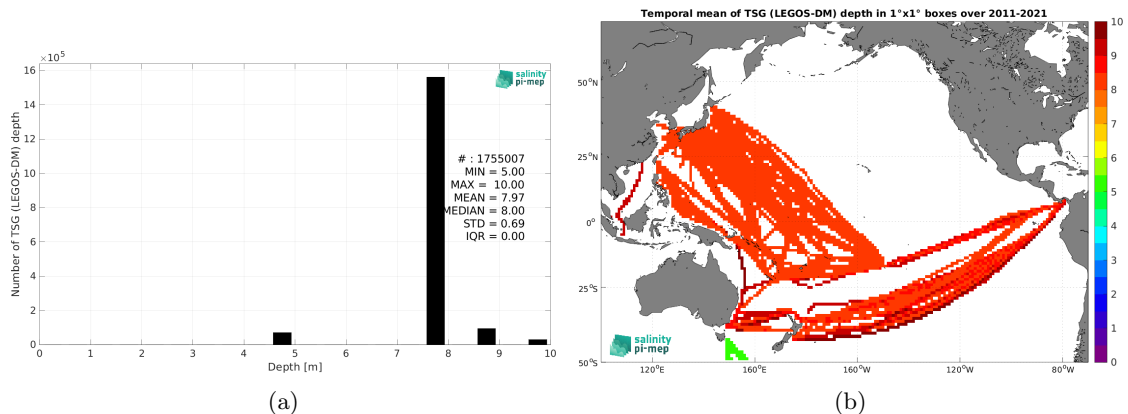 ×10⁵
16
14
12
10
8
6
4
2
0
Number of TSG (LEGOS-DM) depth
0 1 2 3 4 5 6 7 8 9 10
Depth [m]
salinity
pi-mep
# : 1755007
MIN = 5.00
MAX = 10.00
MEAN = 7.97
MEDIAN = 8.00
STD = 0.69
IQR = 0.00
(a)
Temporal mean of TSG (LEGOS-DM) depth in 1°x1° boxes over 2011-2021
50°N
25°N
0°
25°S
50°S
120°W 160°W 160°W 120°W 80°W
salinity
pi-mep
10
9
8
7
6
5
4
3
2
1
0
(b)